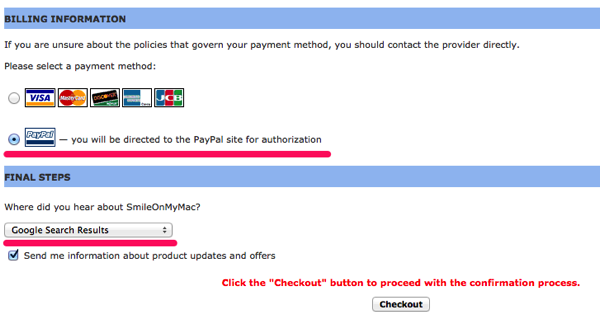 BILLING INFORMATION
If you are unsure about the policies that govern your payment method, you should contact the provider directly.
Please select a payment method:
VISA MasterCard DISCOVER JCB
PayPal — you will be directed to the PayPal site for authorization
FINAL STEPS
Where did you hear about SmileOnMyMac?
Google Search Results
Send me information about product updates and offers
Click the "Checkout" button to proceed with the confirmation process.
Checkout